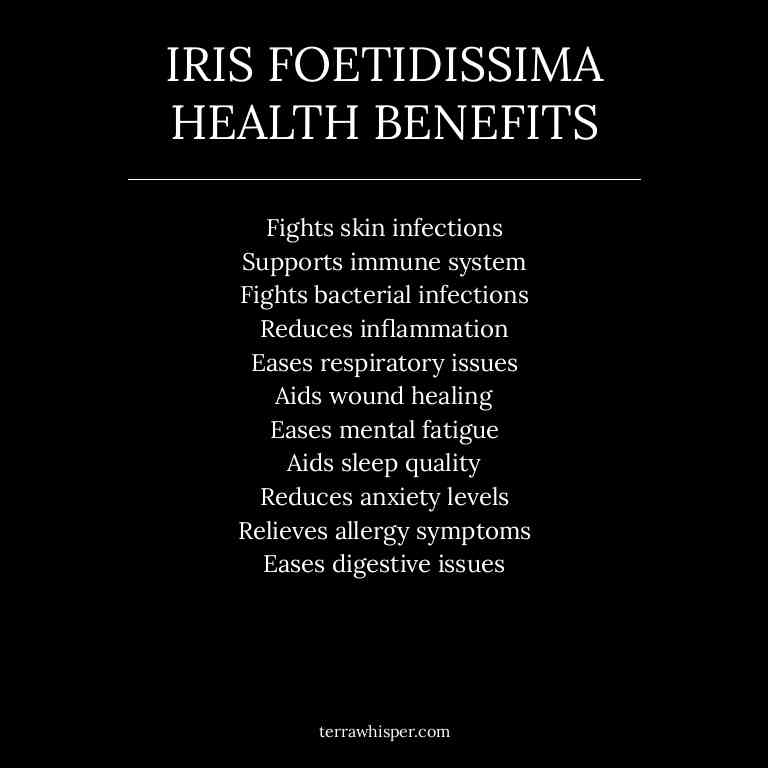 IRIS FOETIDISSIMA
HEALTH BENEFITS
Fights skin infections
Supports immune system
Fights bacterial infections
Reduces inflammation
Eases respiratory issues
Aids wound healing
Eases mental fatigue
Aids sleep quality
Reduces anxiety levels
Relieves allergy symptoms
Eases digestive issues
terrawhisper.com